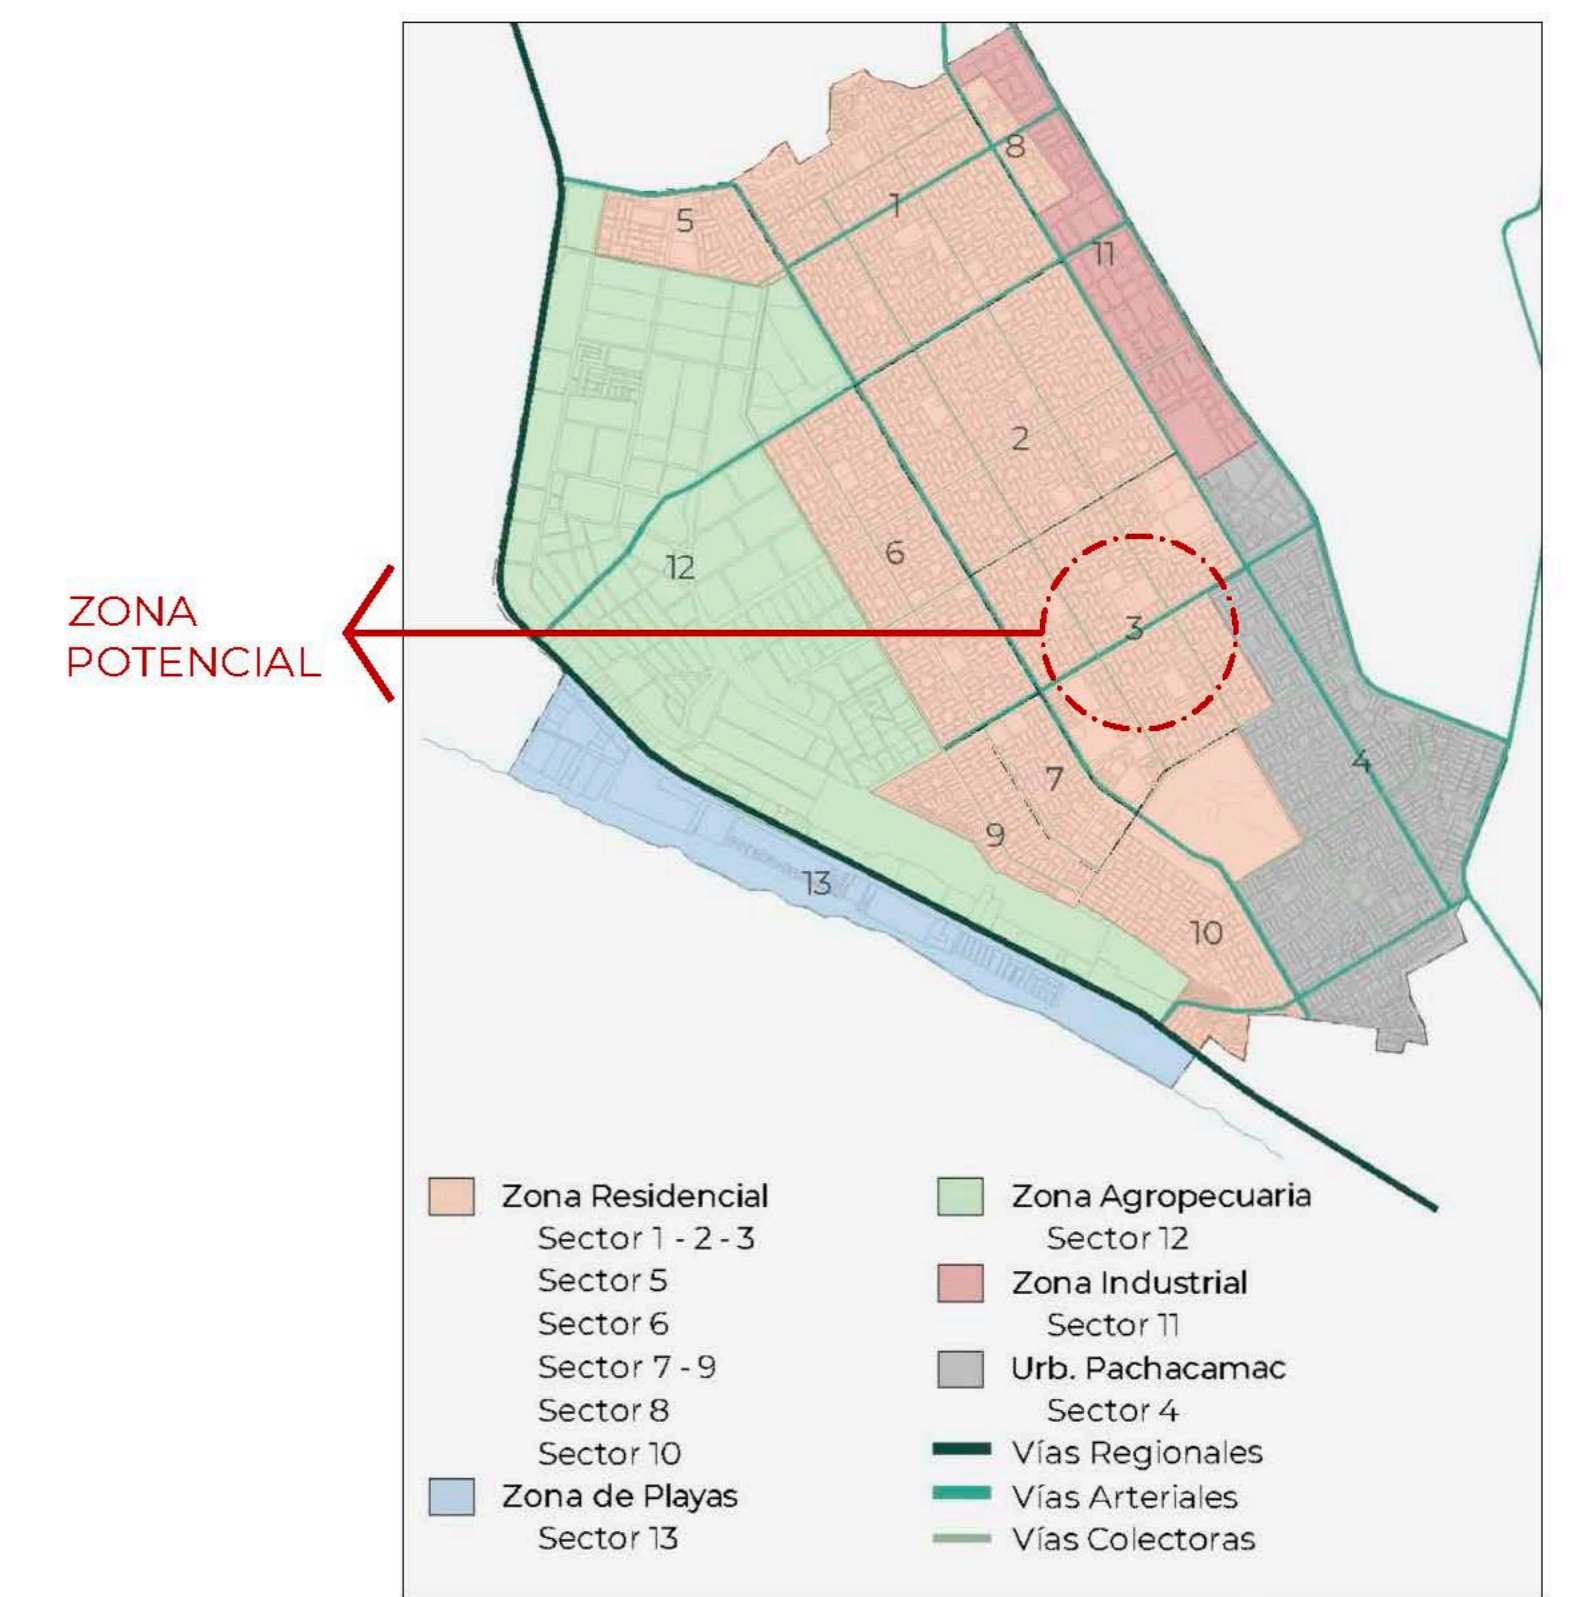 8
1
5
11
2
6
12
ZONA
POTENCIAL
3
4
7
9
13
10
Zona Residencial
Sector 1 - 2 - 3
Sector 5
Sector 6
Sector 7 - 9
Sector 8
Sector 10
Zona de Playas
Sector 13
Zona Agropecuaria
Sector 12
Zona Industrial
Sector 11
Urb. Pachacamac
Sector 4
Vías Regionales
Vías Arteriales
Vías Colectoras